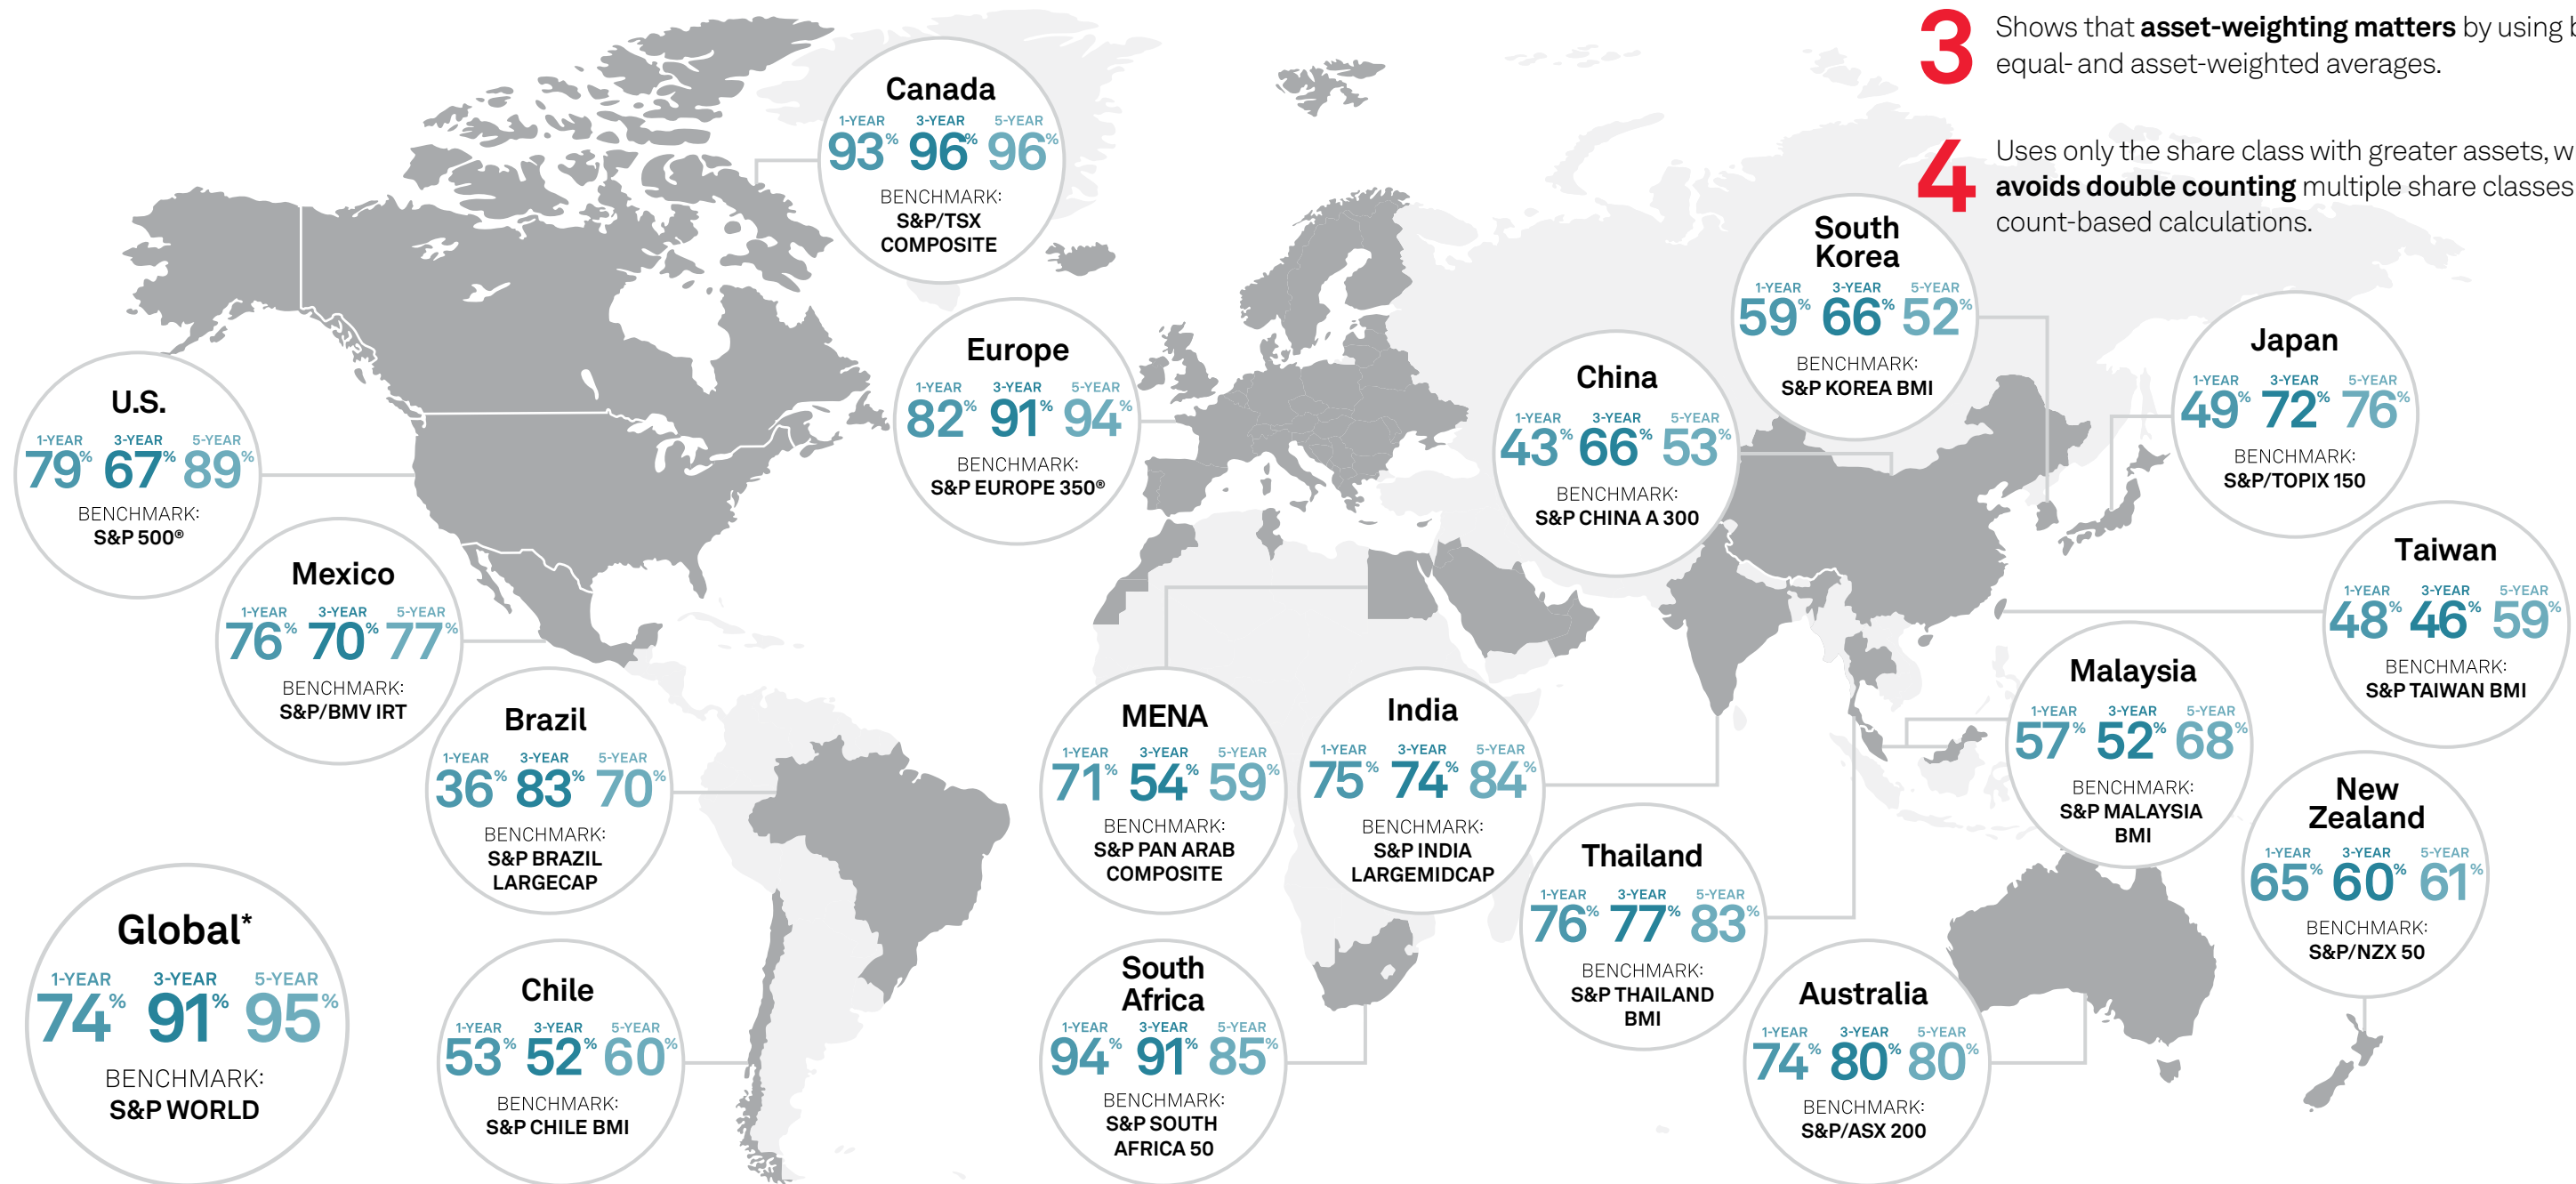 3
Shows that asset-weighting matters by using b
equal- and asset-weighted averages.
4
Uses only the share class with greater assets, w
avoids double counting multiple share classes
count-based calculations.
Canada
1-YEAR 3-YEAR 5-YEAR
93% 96% 96%
BENCHMARK:
S&P/TSX
COMPOSITE
South
Korea
1-YEAR 3-YEAR 5-YEAR
59% 66% 52%
BENCHMARK:
S&P KOREA BMI
Europe
1-YEAR 3-YEAR 5-YEAR
82% 91% 94%
BENCHMARK:
S&P EUROPE 350®
China
1-YEAR 3-YEAR 5-YEAR
43% 66% 53%
BENCHMARK:
S&P CHINA A 300
Japan
1-YEAR 3-YEAR 5-YEAR
49% 72% 76%
BENCHMARK:
S&P/TOPIX 150
U.S.
1-YEAR 3-YEAR 5-YEAR
79% 67% 89%
BENCHMARK:
S&P 500®
Mexico
1-YEAR 3-YEAR 5-YEAR
76% 70% 77%
BENCHMARK:
S&P/BMV IRT
Taiwan
1-YEAR 3-YEAR 5-YEAR
48% 46% 59%
BENCHMARK:
S&P TAIWAN BMI
Brazil
1-YEAR 3-YEAR 5-YEAR
36% 83% 70%
BENCHMARK:
S&P BRAZIL
LARGECAP
MENA
1-YEAR 3-YEAR 5-YEAR
71% 54% 59%
BENCHMARK:
S&P PAN ARAB
COMPOSITE
India
1-YEAR 3-YEAR 5-YEAR
75% 74% 84%
BENCHMARK:
S&P INDIA
LARGEMIDCAP
Malaysia
1-YEAR 3-YEAR 5-YEAR
57% 52% 68%
BENCHMARK:
S&P MALAYSIA
BMI
New
Zealand
1-YEAR 3-YEAR 5-YEAR
65% 60% 61%
BENCHMARK:
S&P/NZX 50
Thailand
1-YEAR 3-YEAR 5-YEAR
76% 77% 83%
BENCHMARK:
S&P THAILAND
BMI
Global*
1-YEAR 3-YEAR 5-YEAR
74% 91% 95%
BENCHMARK:
S&P WORLD
Chile
1-YEAR 3-YEAR 5-YEAR
53% 52% 60%
BENCHMARK:
S&P CHILE BMI
South
Africa
1-YEAR 3-YEAR 5-YEAR
94% 91% 85%
BENCHMARK:
S&P SOUTH
AFRICA 50
Australia
1-YEAR 3-YEAR 5-YEAR
74% 80% 80%
BENCHMARK:
S&P/ASX 200